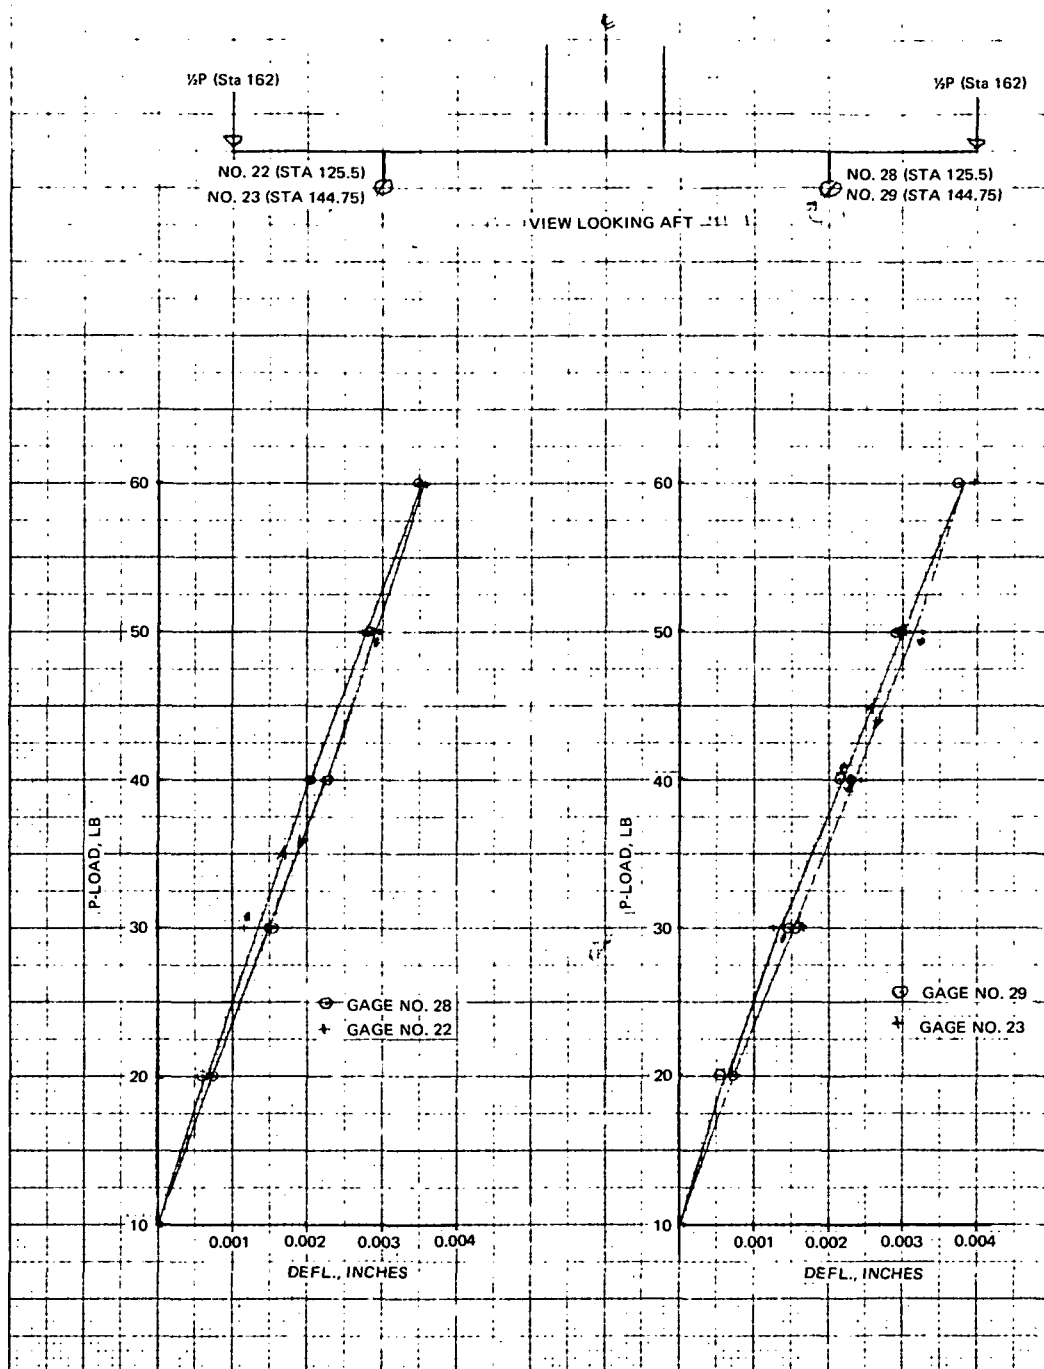 ½P (Sta 162)
½P (Sta 162)
NO. 22 (STA 125.5)
NO. 23 (STA 144.75)
NO. 28 (STA 125.5)
NO. 29 (STA 144.75)
VIEW LOOKING AFT
60
50
40
30
20
10
P-LOAD, LB
GAGE NO. 28
GAGE NO. 22
0.001 0.002 0.003 0.004
DEFL., INCHES
60
50
40
30
20
10
P-LOAD, LB
GAGE NO. 29
GAGE NO. 23
0.001 0.002 0.003 0.004
DEFL., INCHES